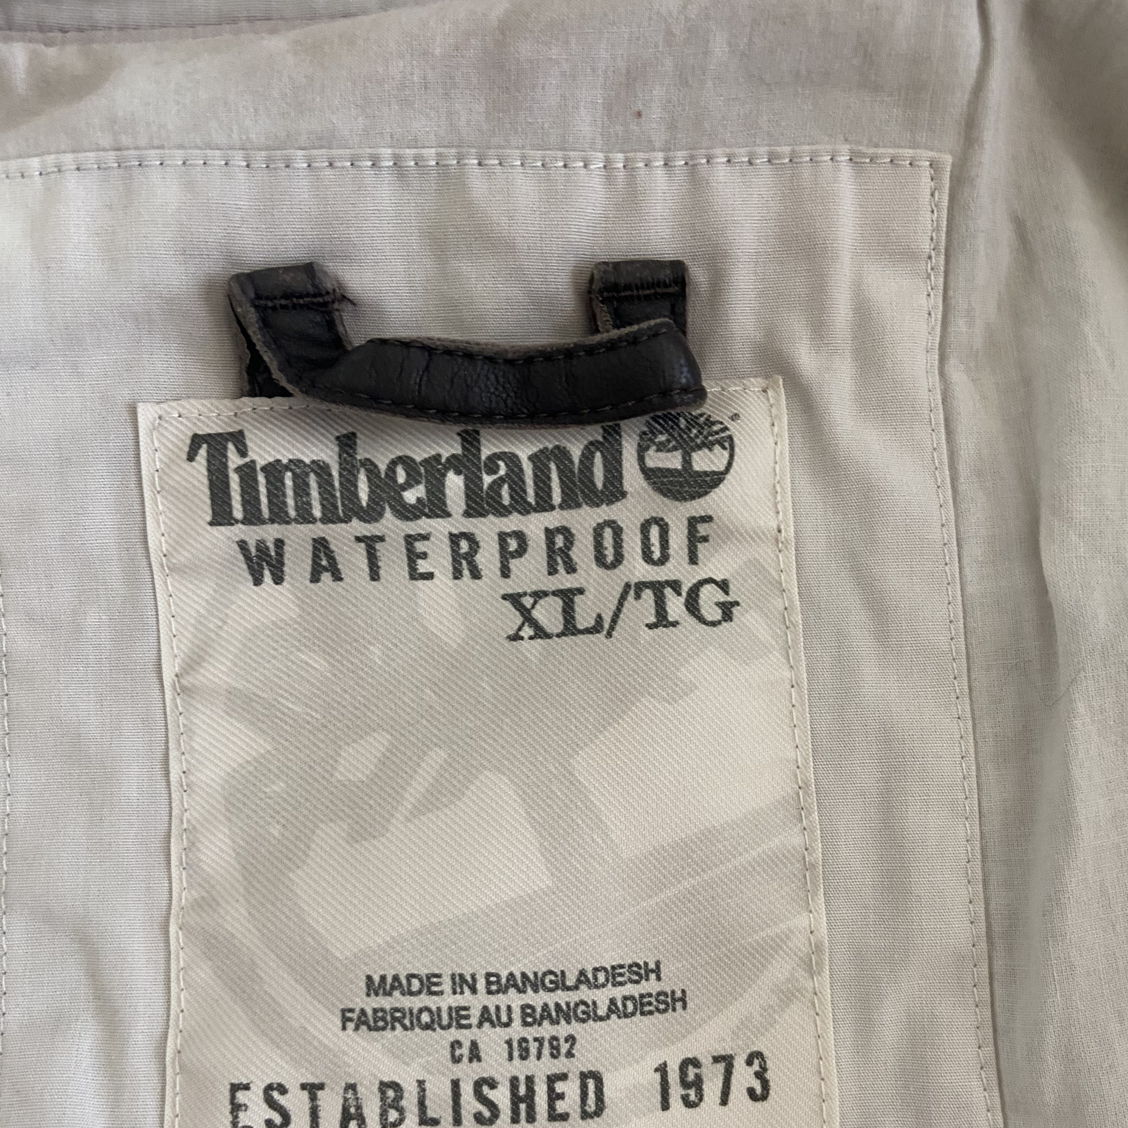 Timberland
WATERPROOF
XL/TG
MADE IN BANGLADESH
FABRIQUE AU BANGLADESH
CA 19792
ESTABLISHED 1973